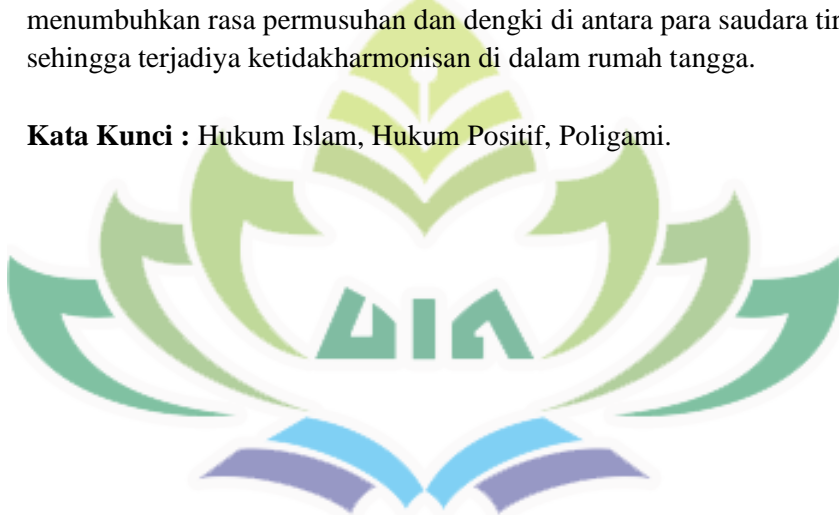 menumbuhkan rasa permusuhan dan dengki di antara para saudara
sehingga terjadiya ketidakharmonisan di dalam rumah tangga.
Kata Kunci : Hukum Islam, Hukum Positif, Poligami.